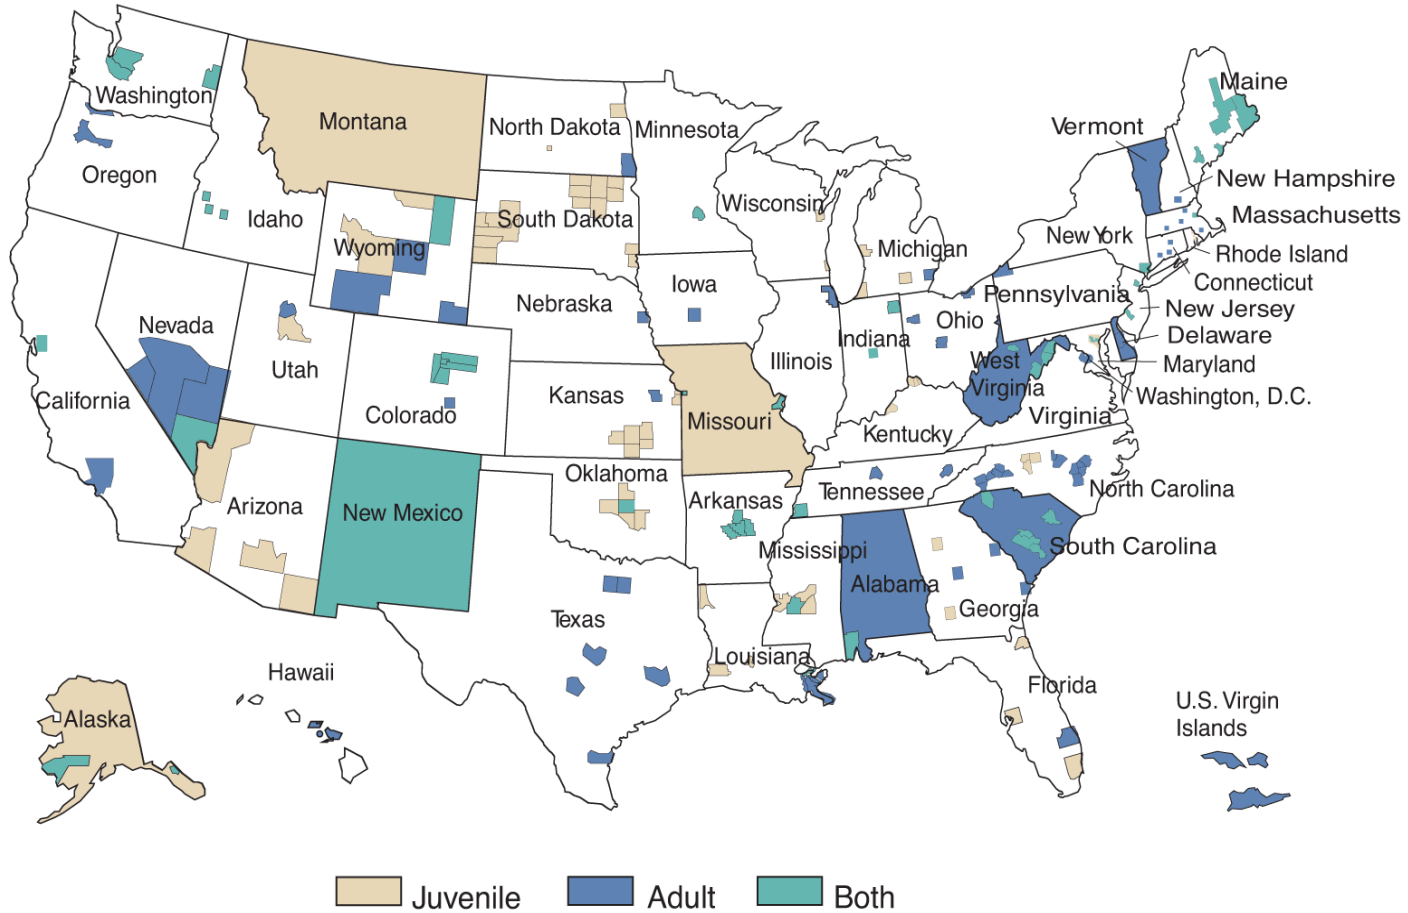 Washington
Montana
North Dakota
Minnesota
Maine
Vermont
Oregon
Idaho
Wyoming
South Dakota
Wisconsin
Michigan
New York
New Hampshire
Massachusetts
Rhode Island
Connecticut
New Jersey
Delaware
Maryland
Washington, D.C.
Nevada
Utah
Colorado
Nebraska
Iowa
Illinois
Indiana
Ohio
Pennsylvania
West
Virginia
Virginia
California
Kansas
Missouri
Kentucky
Arizona
New Mexico
Oklahoma
Arkansas
Tennessee
North Carolina
South Carolina
Mississippi
Alabama
Georgia
Texas
Louisiana
Florida
Hawaii
Alaska
U.S. Virgin
Islands
Juvenile
Adult
Both